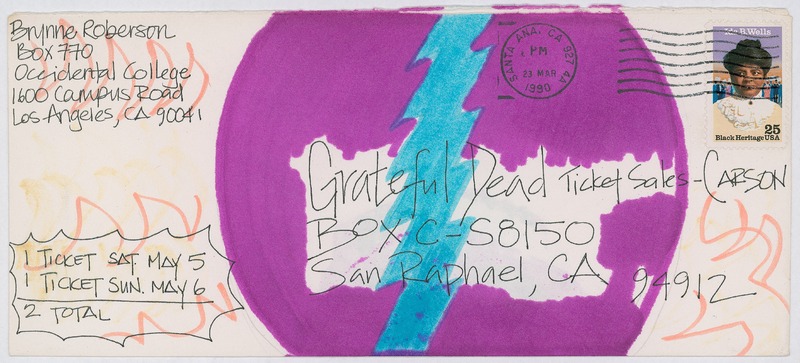 Brynne Roberson
Box 770
Occidental College
1600 Campus Road
Los Angeles, CA 90041
SANTA ANA, CA 927 4A
PM
23 MAR
1990
Ida B. Wells
25
Black Heritage USA
Grateful Dead Ticket Sales - CARSON
BOX C-S8150
San Raphael, CA 94912
1 TICKET SAT. MAY 5
1 TICKET SUN. MAY 6
2 TOTAL